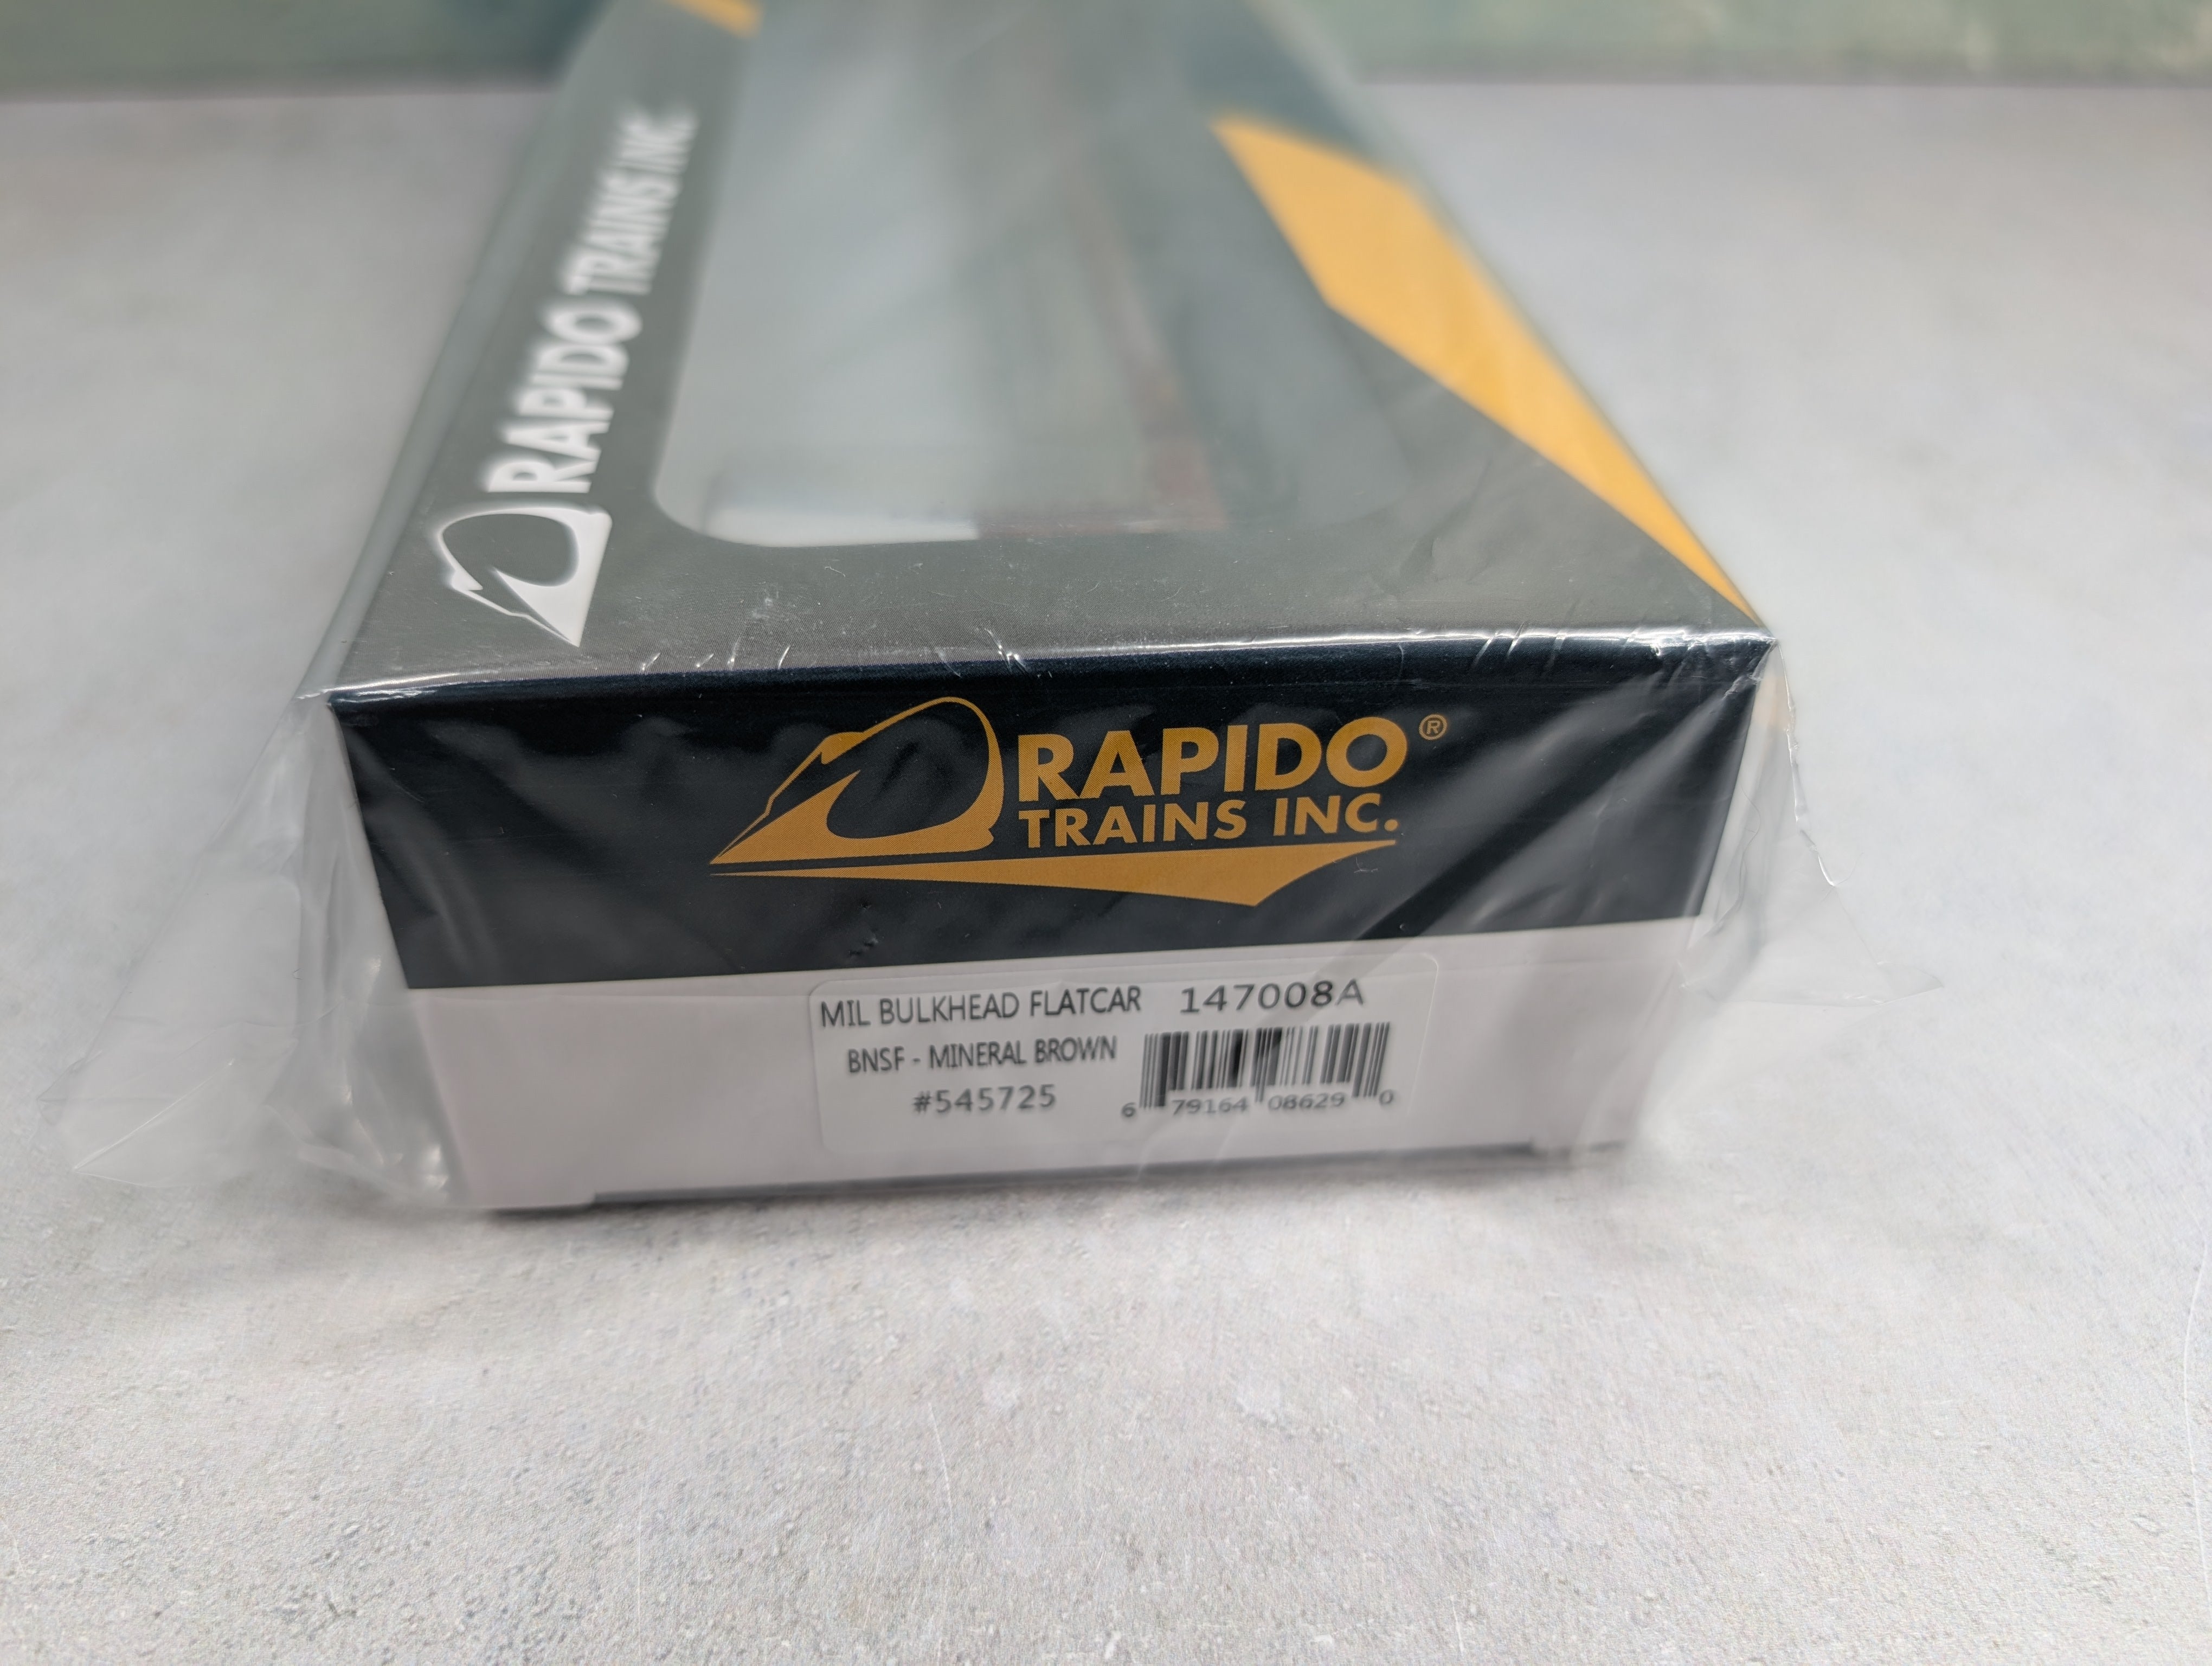 RAPIDO TRAINS INC
RAPIDO®
TRAINS INC.
MIL BULKHEAD FLATCAR 147008A
BNSF - MINERAL BROWN
#545725
6 79164 08629 0